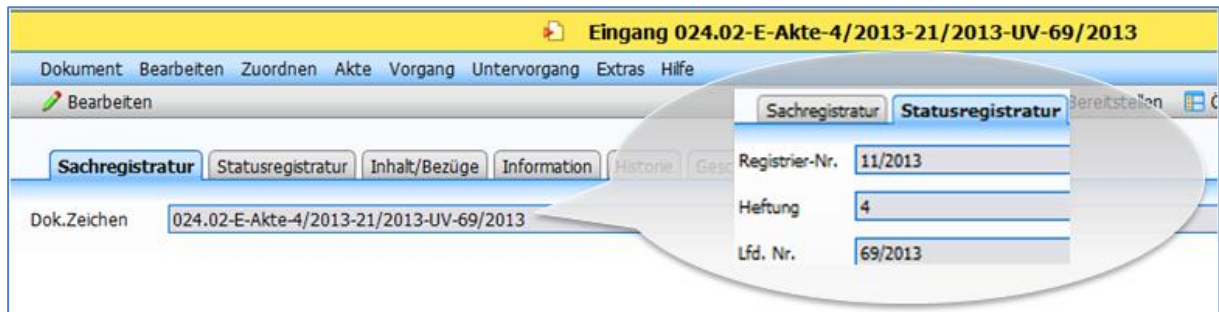 Eingang 024.02-E-Akte-4/2013-21/2013-UV-69/2013
Dokument Bearbeiten Zuordnen Akte Vorgang Untervorgang Extras Hilfe
Bearbeiten
Bereitstellen
Sachregistratur Statusregistratur Inhalt/Bezüge Information Historie
Dok.Zeichen 024.02-E-Akte-4/2013-21/2013-UV-69/2013
Sachregistratur Statusregistratur
Registrier-Nr. 11/2013
Heftung 4
Lfd. Nr. 69/2013